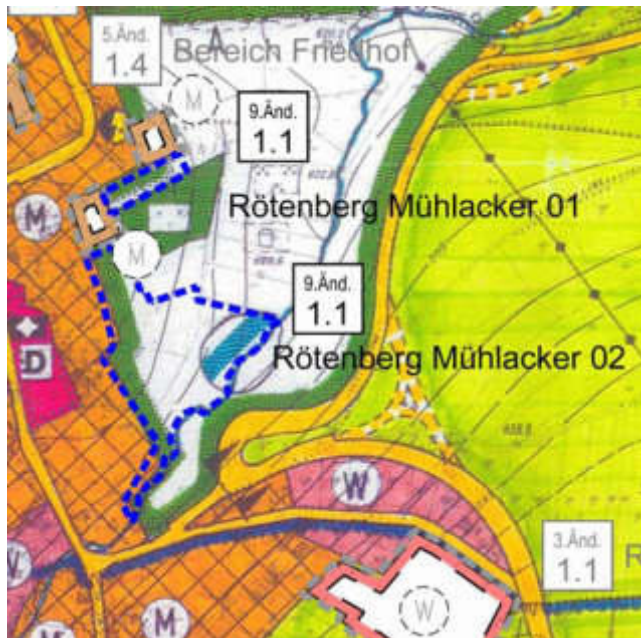 5.Änd.
1.4
Bereich Friedhof
M
9.Änd.
1.1
Rötenberg Mühlacker 01
M
M
9.Änd.
1.1
Rötenberg Mühlacker 02
D
W
3.Änd.
1.1
R
W
M
M